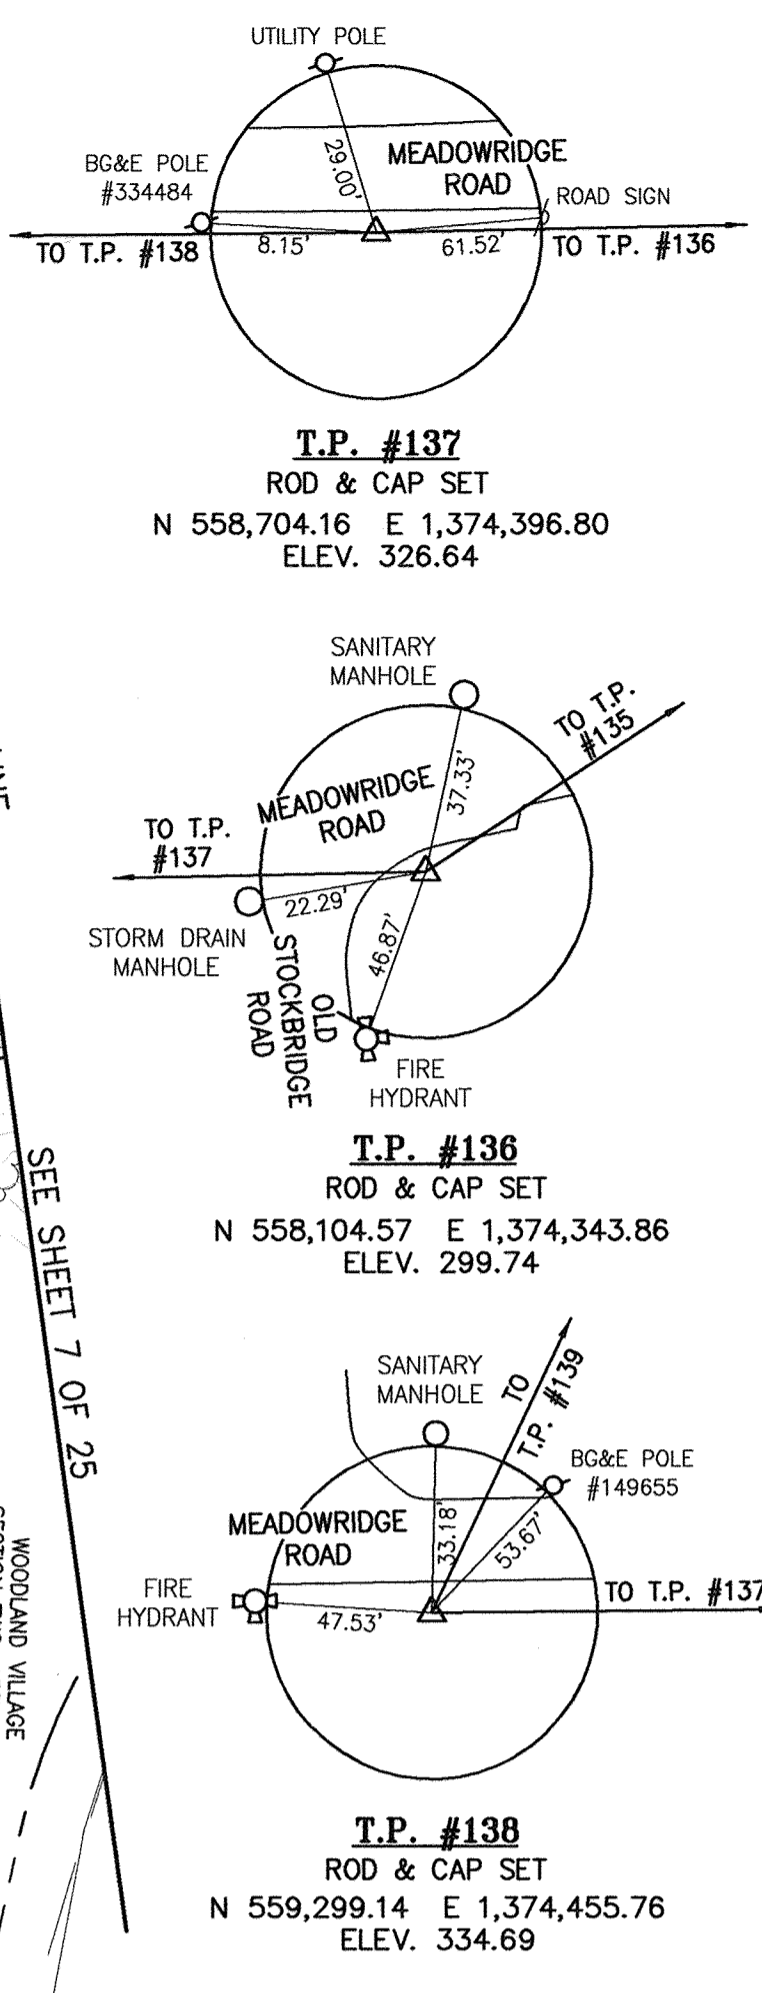 UTILITY POLE
BG&E POLE
#334484
29.00'
MEADOWRIDGE
ROAD
ROAD SIGN
TO T.P. #138
8.15'
61.52'
TO T.P. #136
T.P. #137
ROD & CAP SET
N 558,704.16 E 1,374,396.80
ELEV. 326.64
SANITARY
MANHOLE
TO T.P.
#135
37.33'
MEADOWRIDGE
ROAD
TO T.P.
#137
22.29'
STORM DRAIN
MANHOLE
46.87'
OLD
STOCKBRIDGE
ROAD
FIRE
HYDRANT
T.P. #136
ROD & CAP SET
N 558,104.57 E 1,374,343.86
ELEV. 299.74
SEE SHEET 7 OF 25
SANITARY
MANHOLE
TO
T.P. #139
BG&E POLE
#149655
MEADOWRIDGE
ROAD
33.18'
53.67'
FIRE
HYDRANT
47.53'
TO T.P. #137
WOODLAND VILLAGE
T.P. #138
ROD & CAP SET
N 559,299.14 E 1,374,455.76
ELEV. 334.69